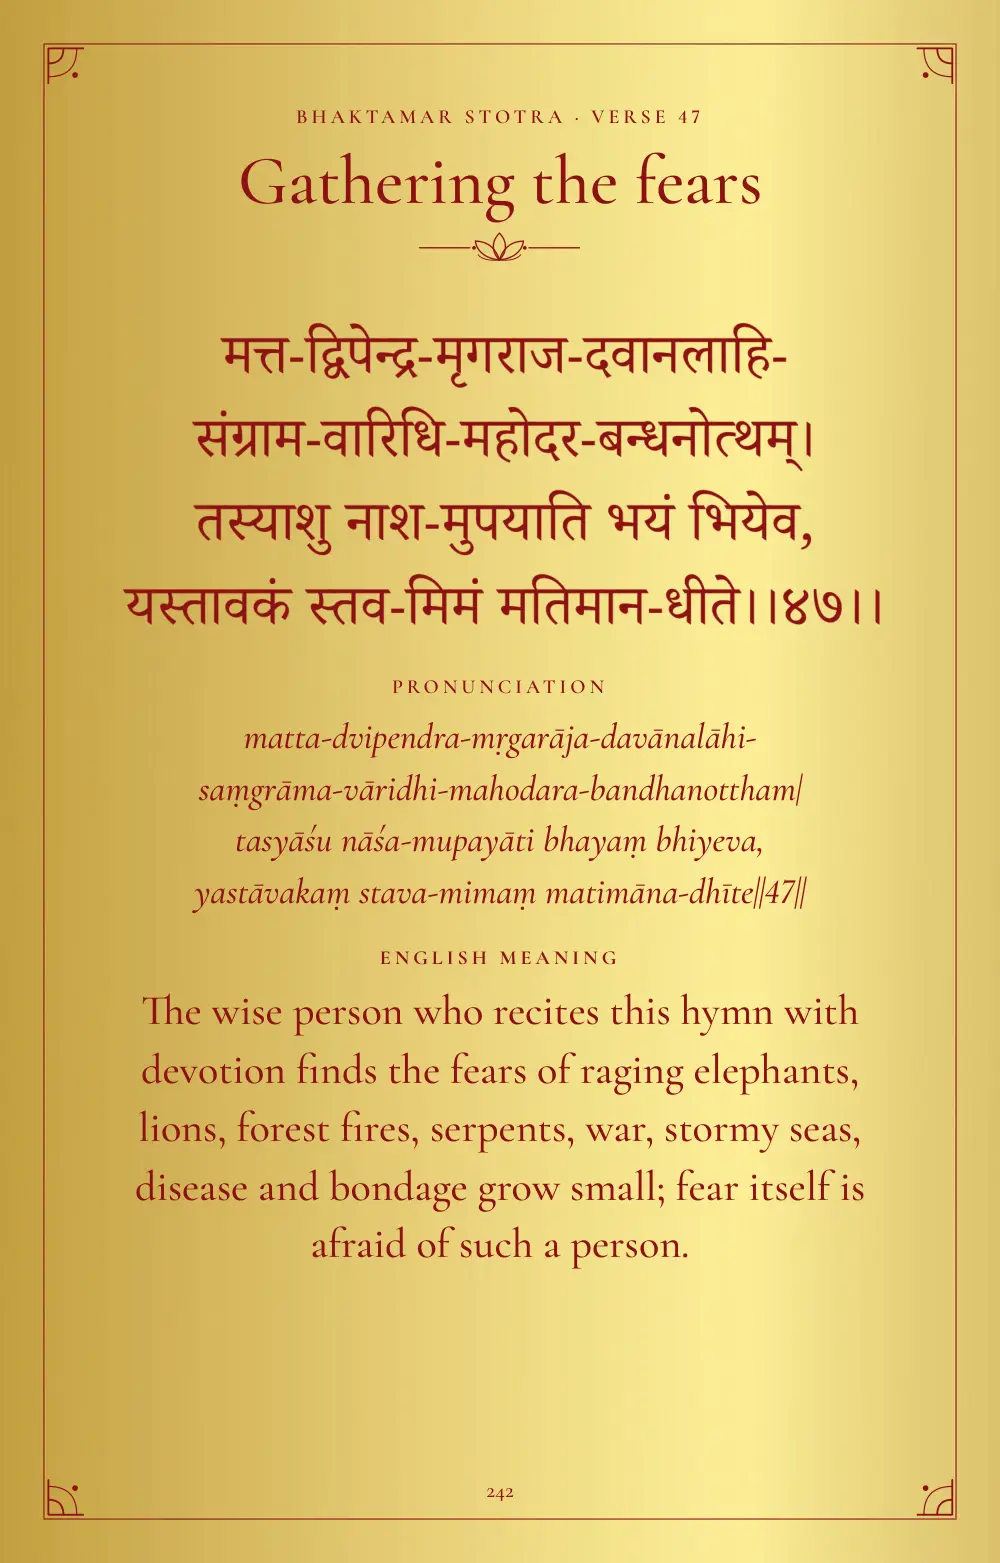 BHAKTAMAR STOTRA · VERSE 47
Gathering the fears
मत्त-द्विपेन्द्र-मृगराज-दवानलाहि-
संग्राम-वारिधि-महोदर-बन्धनोत्थम्।
तस्याशु नाश-मुपयाति भयं भियेव,
यस्तावकं स्तव-मिमं मतिमान-धीते।।४७।।
PRONUNCIATION
matta-dvipendra-mṛgarāja-davānalāhi-
saṃgrāma-vāridhi-mahodara-bandhanottham|
tasyāśu nāśa-mupayāti bhayaṃ bhiyeva,
yastāvakaṃ stava-mimaṃ matimāna-dhīte||47||
ENGLISH MEANING
The wise person who recites this hymn with
devotion finds the fears of raging elephants,
lions, forest fires, serpents, war, stormy seas,
disease and bondage grow small; fear itself is
afraid of such a person.
242